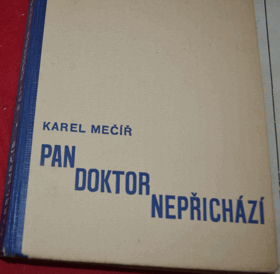 KAREL MEČÍŘ
PAN
DOKTOR
NEPŘICHÁZÍ